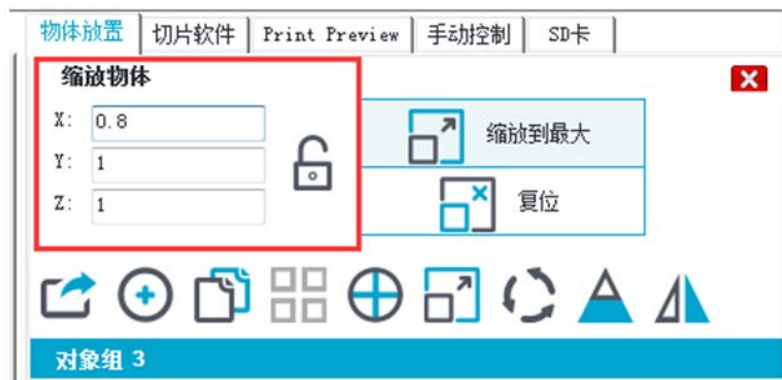 物体放置 切片软件 Print Preview 手动控制 SD卡
缩放物体
X: 0.8
缩放到最大
Y: 1
复位
Z: 1
对象组 3